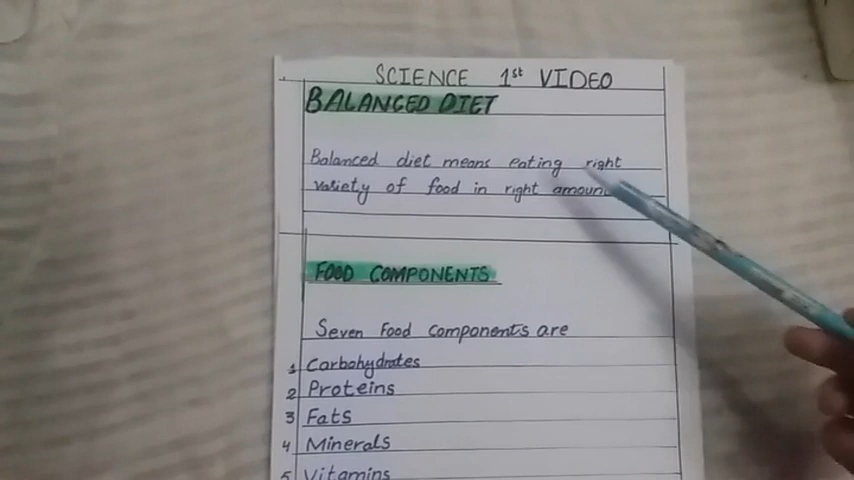 SCIENCE 1st VIDEO
BALANCED DIET
Balanced diet means eating right
variety of food in right
FOOD COMPONENTS
Seven Food Components are
1 Carbohydrates
2 Proteins
3 Fats
4 Minerals
5 Vitamins